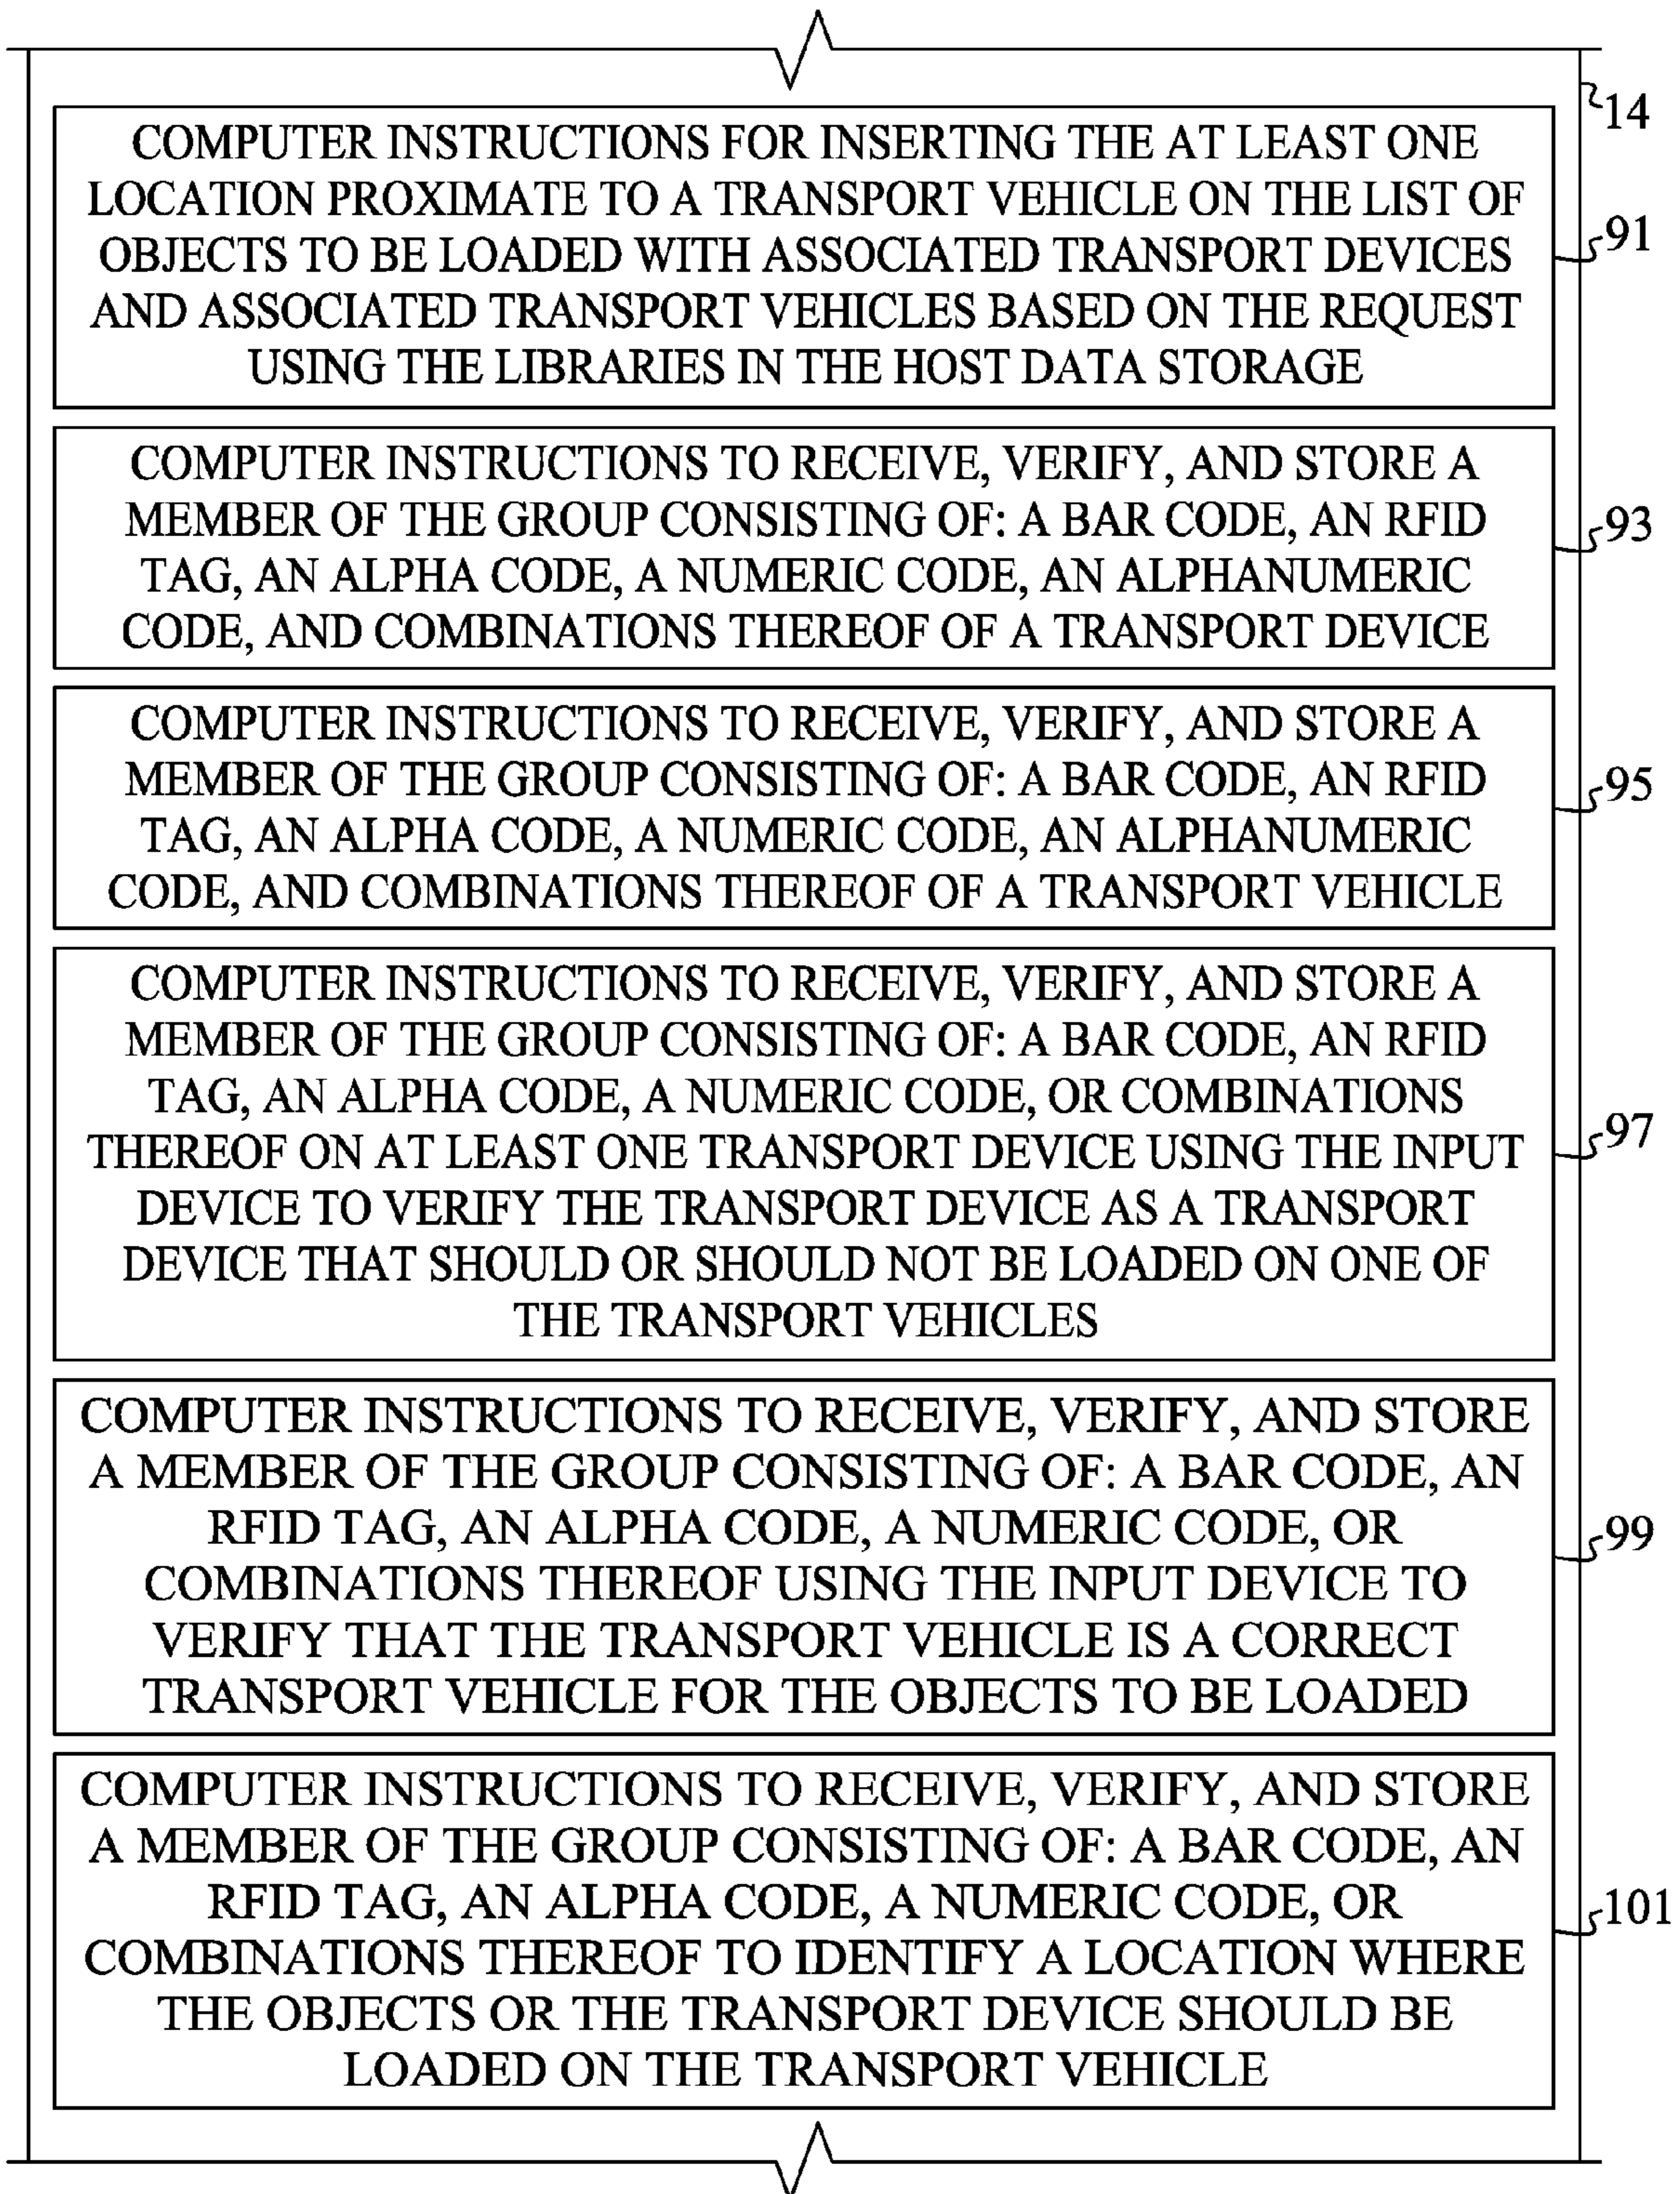 14
COMPUTER INSTRUCTIONS FOR INSERTING THE AT LEAST ONE
LOCATION PROXIMATE TO A TRANSPORT VEHICLE ON THE LIST OF
OBJECTS TO BE LOADED WITH ASSOCIATED TRANSPORT DEVICES
AND ASSOCIATED TRANSPORT VEHICLES BASED ON THE REQUEST
USING THE LIBRARIES IN THE HOST DATA STORAGE
91
COMPUTER INSTRUCTIONS TO RECEIVE, VERIFY, AND STORE A
MEMBER OF THE GROUP CONSISTING OF: A BAR CODE, AN RFID
TAG, AN ALPHA CODE, A NUMERIC CODE, AN ALPHANUMERIC
CODE, AND COMBINATIONS THEREOF OF A TRANSPORT DEVICE
93
COMPUTER INSTRUCTIONS TO RECEIVE, VERIFY, AND STORE A
MEMBER OF THE GROUP CONSISTING OF: A BAR CODE, AN RFID
TAG, AN ALPHA CODE, A NUMERIC CODE, AN ALPHANUMERIC
CODE, AND COMBINATIONS THEREOF OF A TRANSPORT VEHICLE
95
COMPUTER INSTRUCTIONS TO RECEIVE, VERIFY, AND STORE A
MEMBER OF THE GROUP CONSISTING OF: A BAR CODE, AN RFID
TAG, AN ALPHA CODE, A NUMERIC CODE, OR COMBINATIONS
THEREOF ON AT LEAST ONE TRANSPORT DEVICE USING THE INPUT
DEVICE TO VERIFY THE TRANSPORT DEVICE AS A TRANSPORT
DEVICE THAT SHOULD OR SHOULD NOT BE LOADED ON ONE OF
THE TRANSPORT VEHICLES
97
COMPUTER INSTRUCTIONS TO RECEIVE, VERIFY, AND STORE
A MEMBER OF THE GROUP CONSISTING OF: A BAR CODE, AN
RFID TAG, AN ALPHA CODE, A NUMERIC CODE, OR
COMBINATIONS THEREOF USING THE INPUT DEVICE TO
VERIFY THAT THE TRANSPORT VEHICLE IS A CORRECT
TRANSPORT VEHICLE FOR THE OBJECTS TO BE LOADED
99
COMPUTER INSTRUCTIONS TO RECEIVE, VERIFY, AND STORE
A MEMBER OF THE GROUP CONSISTING OF: A BAR CODE, AN
RFID TAG, AN ALPHA CODE, A NUMERIC CODE, OR
COMBINATIONS THEREOF TO IDENTIFY A LOCATION WHERE
THE OBJECTS OR THE TRANSPORT DEVICE SHOULD BE
LOADED ON THE TRANSPORT VEHICLE
101